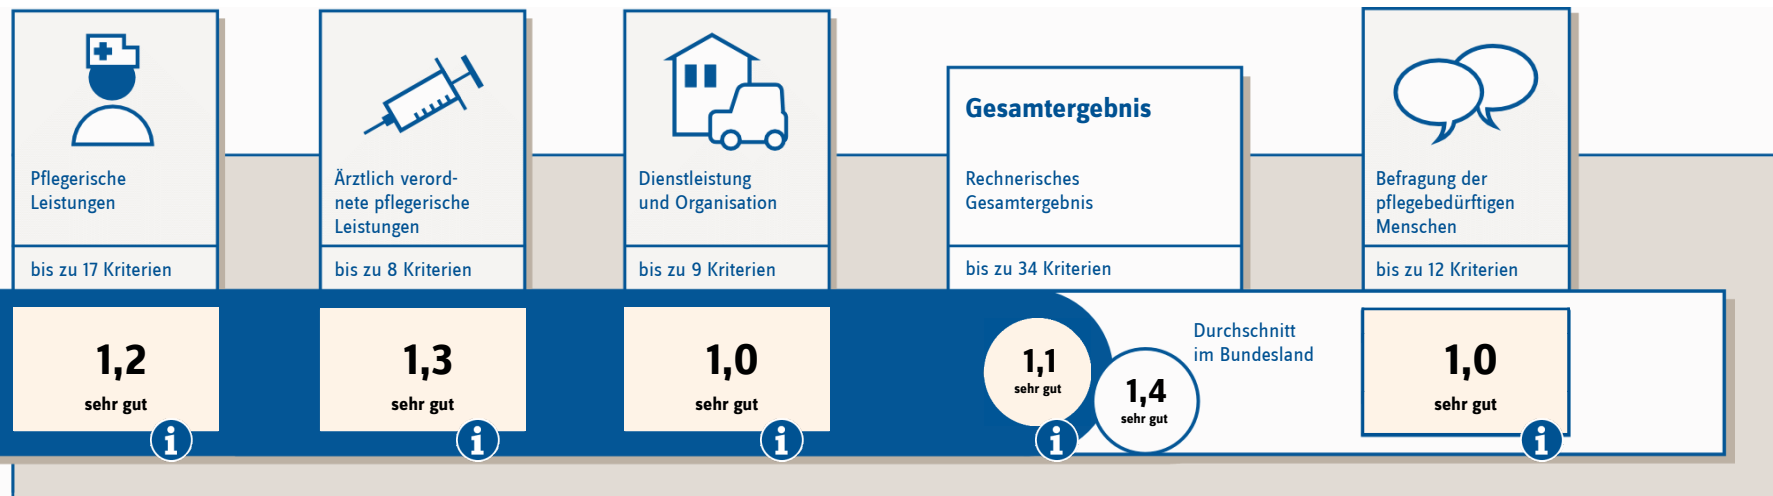 Pflegerische
Leistungen
bis zu 17 Kriterien
1,2
sehr gut
i
Ärztlich verord-
nete pflegerische
Leistungen
bis zu 8 Kriterien
1,3
sehr gut
i
Dienstleistung
und Organisation
bis zu 9 Kriterien
1,0
sehr gut
i
Gesamtergebnis
Rechnerisches
Gesamtergebnis
bis zu 34 Kriterien
1,1
sehr gut
i
1,4
sehr gut
Durchschnitt
im Bundesland
Befragung der
pflegebedürftigen
Menschen
bis zu 12 Kriterien
1,0
sehr gut
i